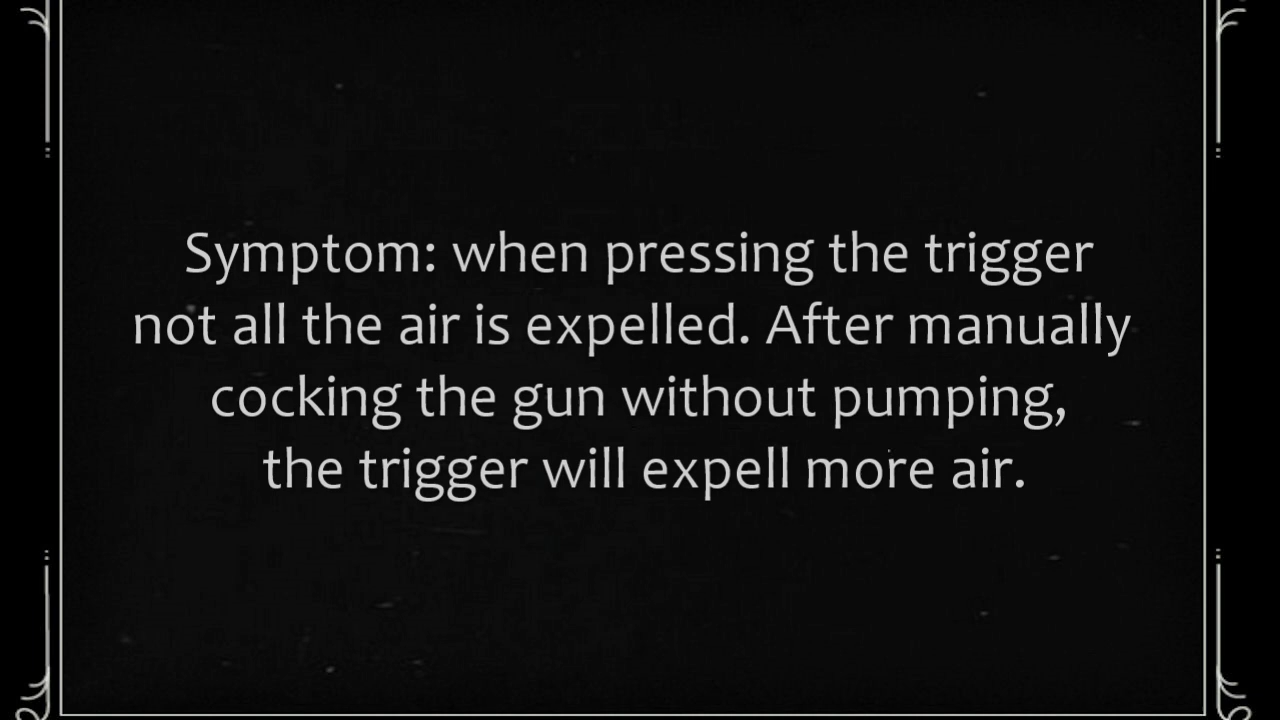 Symptom: when pressing the trigger
not all the air is expelled. After manually
cocking the gun without pumping,
the trigger will expell more air.